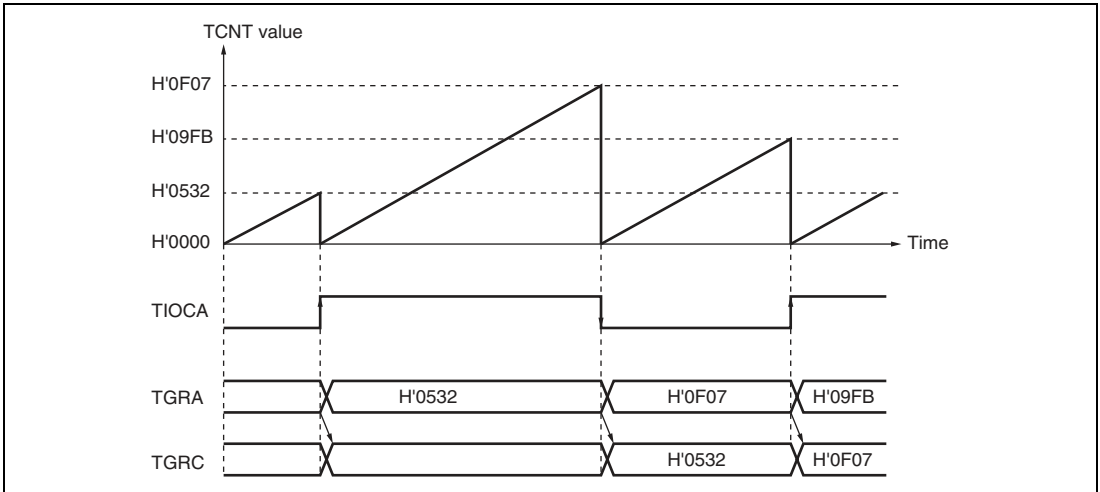 TCNT value
H'0F07
H'09FB
H'0532
H'0000
Time
TIOCA
TGRA
H'0532
H'0F07
H'09FB
TGRC
H'0532
H'0F07